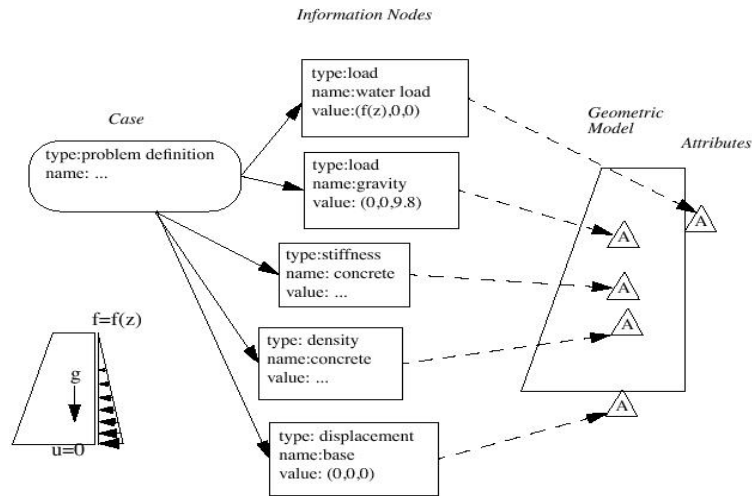 Information Nodes
type:load
name:water load
value:(f(z),0,0)
Case
type:problem definition
name: ...
Geometric
Model
Attributes
type:load
name:gravity
value: (0,0,9.8)
A
A
type:stiffness
name: concrete
value: ...
A
type: density
name:concrete
value: ...
A
type: displacement
name:base
value: (0,0,0)
A
f=f(z)
g
u=0